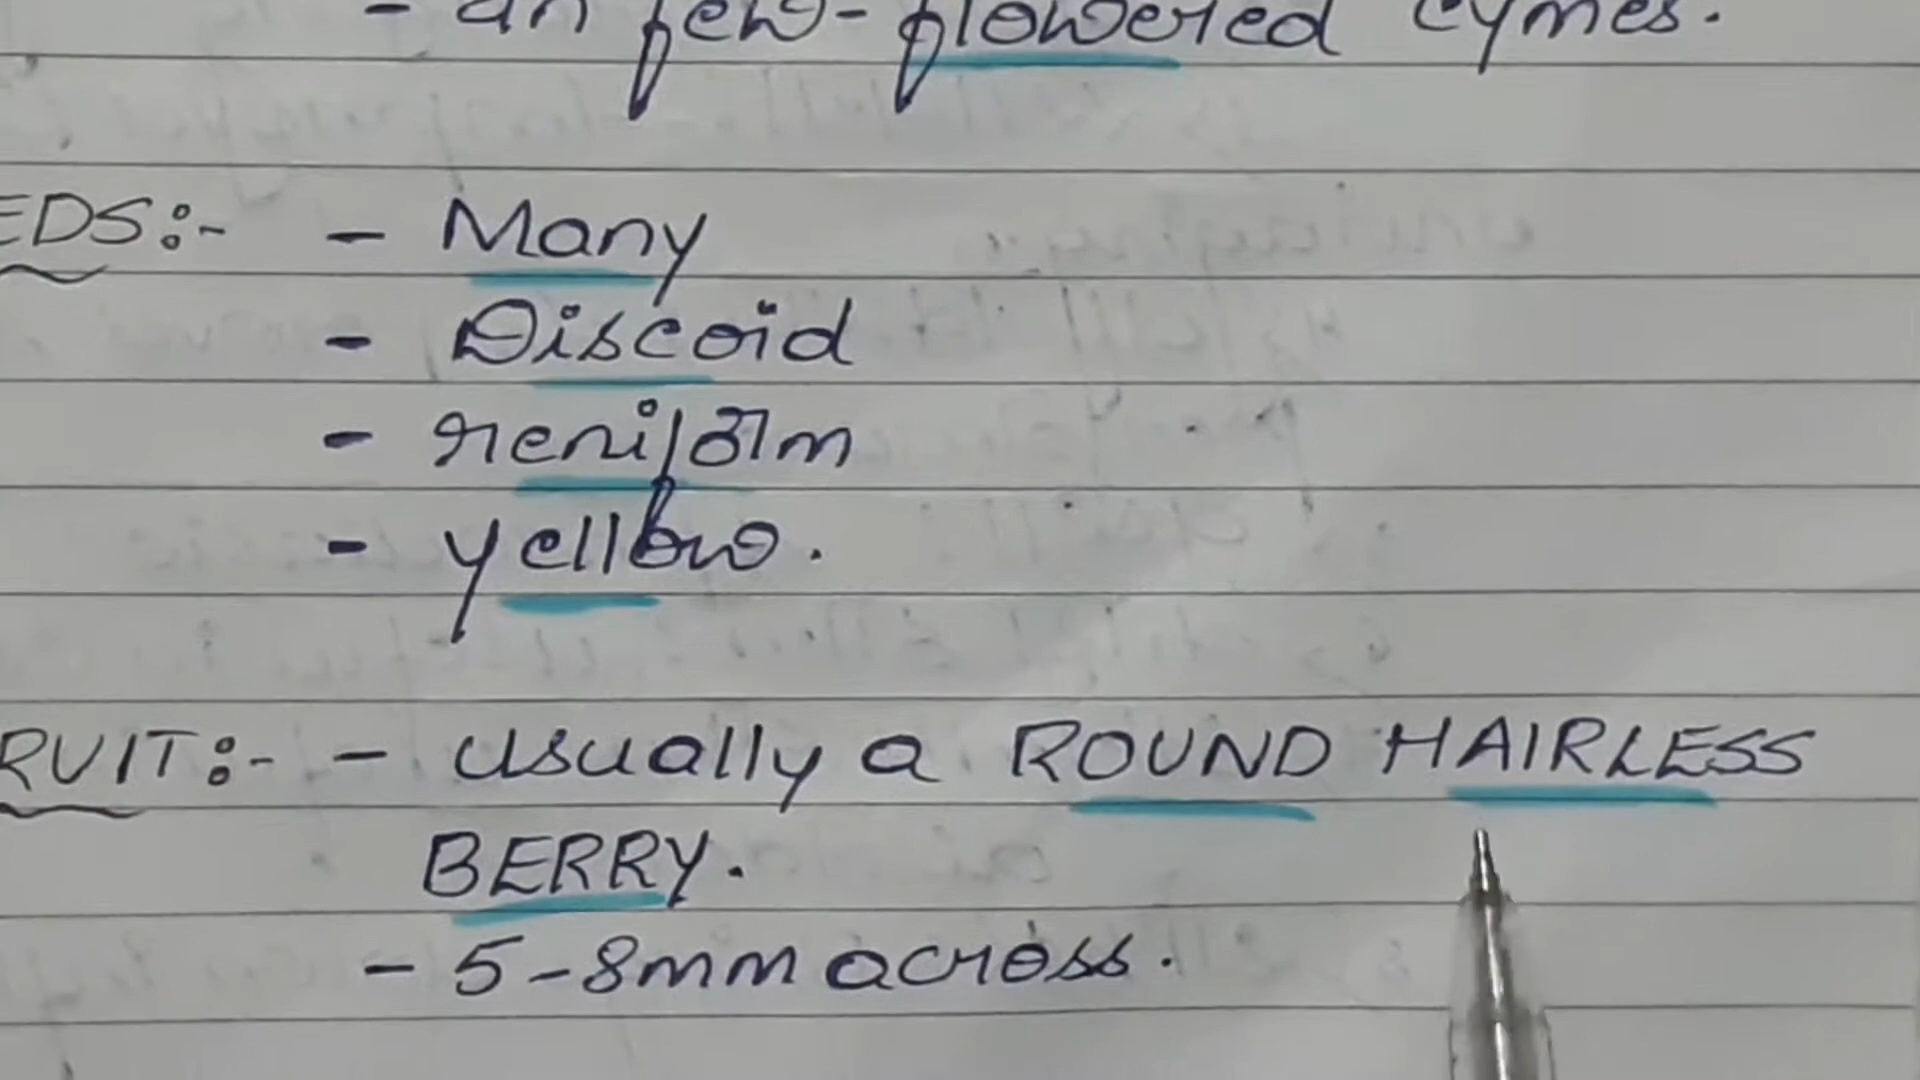 - in few-flowered cymes.
EDS:- - Many
- Discoid
- reniform
- yellow.
RUIT:- - Usually a ROUND HAIRLESS
BERRY.
- 5-8mm across.